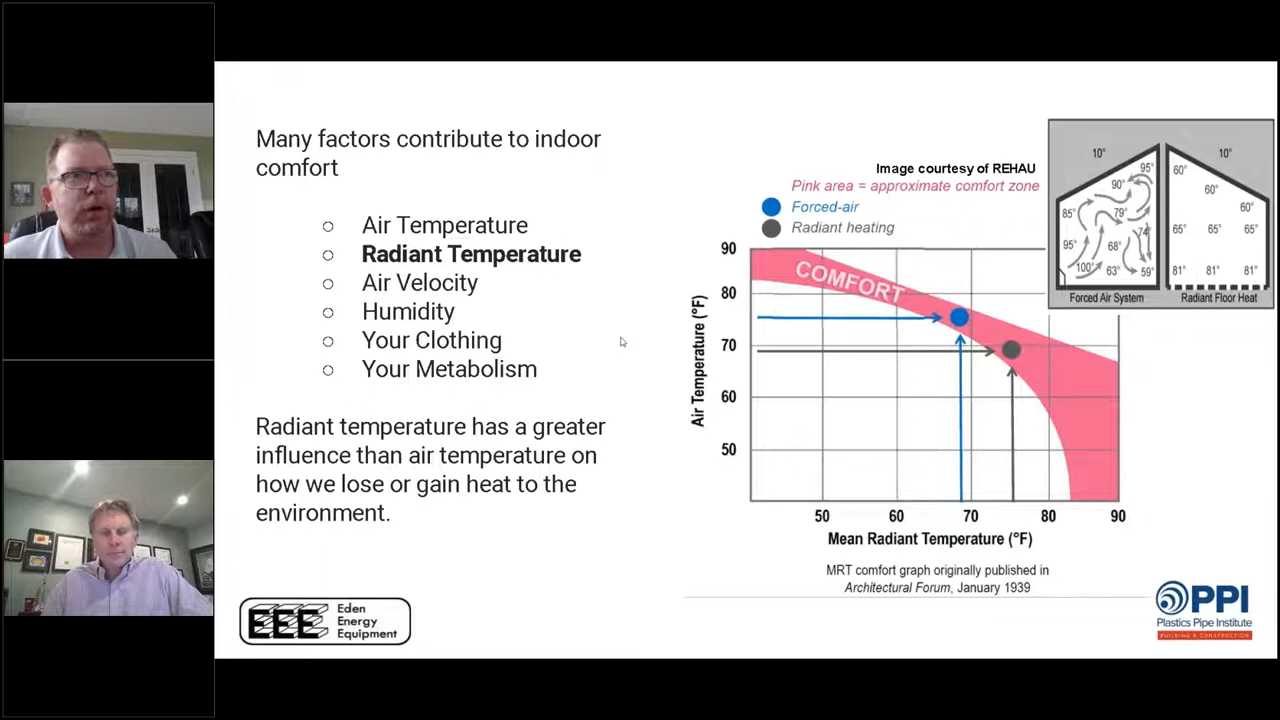 Many factors contribute to indoor
comfort
○ Air Temperature
○ Radiant Temperature
○ Air Velocity
○ Humidity
○ Your Clothing
○ Your Metabolism
Radiant temperature has a greater
influence than air temperature on
how we lose or gain heat to the
environment.
EEE Eden
Energy
Equipment
Image courtesy of REHAU
Pink area = approximate comfort zone
Forced-air
Radiant heating
Air Temperature (°F)
90
80
70
60
50
COMFORT
50 60 70 80 90
Mean Radiant Temperature (°F)
MRT comfort graph originally published in
Architectural Forum, January 1939
10°
95°
90°
85°
79°
74°
95°
68°
100°
63°
59°
Forced Air System
10°
60°
60°
60°
65° 65° 65°
81° 81° 81°
Radiant Floor Heat
PPI
Plastics Pipe Institute
BUILDING & CONSTRUCTION